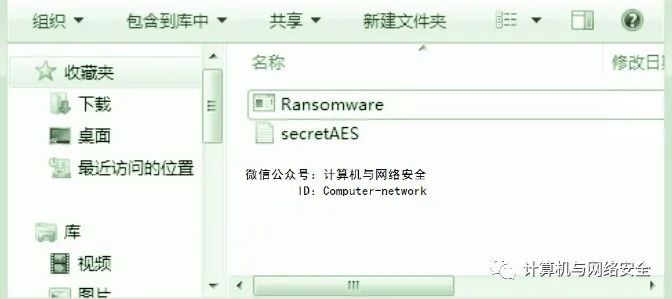 组织 包含到库中 共享 新建文件夹
收藏夹
下载
桌面
最近访问的位置
库
视频
图片
名称 修改日期
Ransomware
secretAES
微信公众号：计算机与网络安全
ID：Computer-network
计算机与网络安全